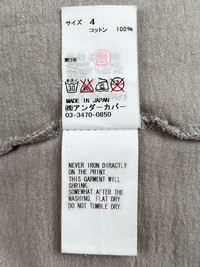 サイズ 4
コットン 100%
MADE IN JAPAN
㈱アンダーカバー
03-3470-0850
NEVER IRON DIRACTLY
ON THE PRINT.
THIS GARMENT WILL
SHRINK
SOMEWHAT AFTER THE
WASHING. FLAT DRY.
DO NOT TUMBLE DRY.